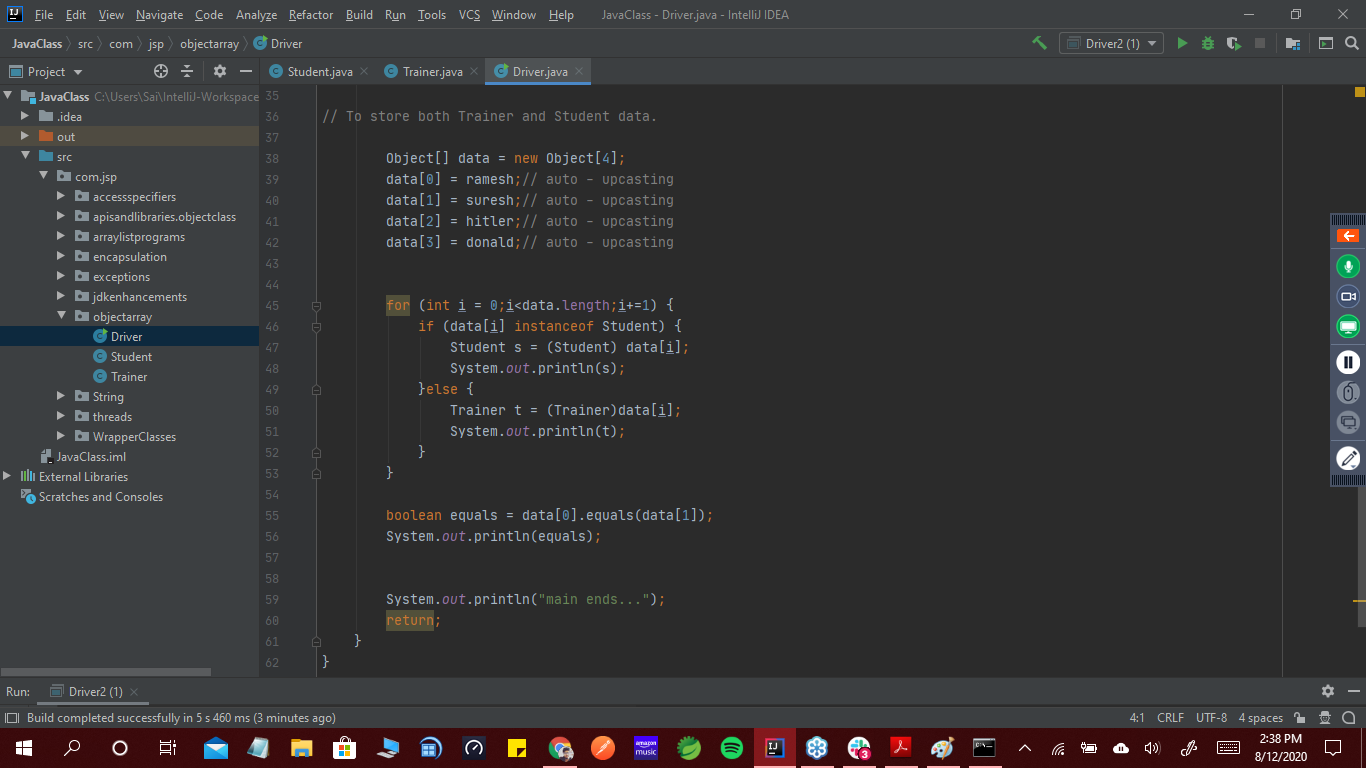 File Edit View Navigate Code Analyze Refactor Build Run Tools VCS Window Help JavaClass - Driver.java - IntelliJ IDEA
JavaClass src com jsp objectarray Driver Driver2 (1)
Project Student.java Trainer.java Driver.java
JavaClass C:\Users\Sai\IntelliJ-Workspace
.idea
out
src
com.jsp
accessspecifiers
apisandlibraries.objectclass
arraylistprograms
encapsulation
exceptions
jdkenhancements
objectarray
Driver
Student
Trainer
String
threads
WrapperClasses
JavaClass.iml
External Libraries
Scratches and Consoles
35
36 // To store both Trainer and Student data.
37
38 Object[] data = new Object[4];
39 data[0] = ramesh;// auto - upcasting
40 data[1] = suresh;// auto - upcasting
41 data[2] = hitler;// auto - upcasting
42 data[3] = donald;// auto - upcasting
43
44
45 for (int i = 0;i<data.length;i+=1) {
46 if (data[i] instanceof Student) {
47 Student s = (Student) data[i];
48 System.out.println(s);
49 }else {
50 Trainer t = (Trainer)data[i];
51 System.out.println(t);
52 }
53 }
54
55 boolean equals = data[0].equals(data[1]);
56 System.out.println(equals);
57
58
59 System.out.println("main ends...");
60 return;
61 }
62 }
Run: Driver2 (1)
Build completed successfully in 5 s 460 ms (3 minutes ago) 4:1 CRLF UTF-8 4 spaces
amazon music
3
2:38 PM
8/12/2020